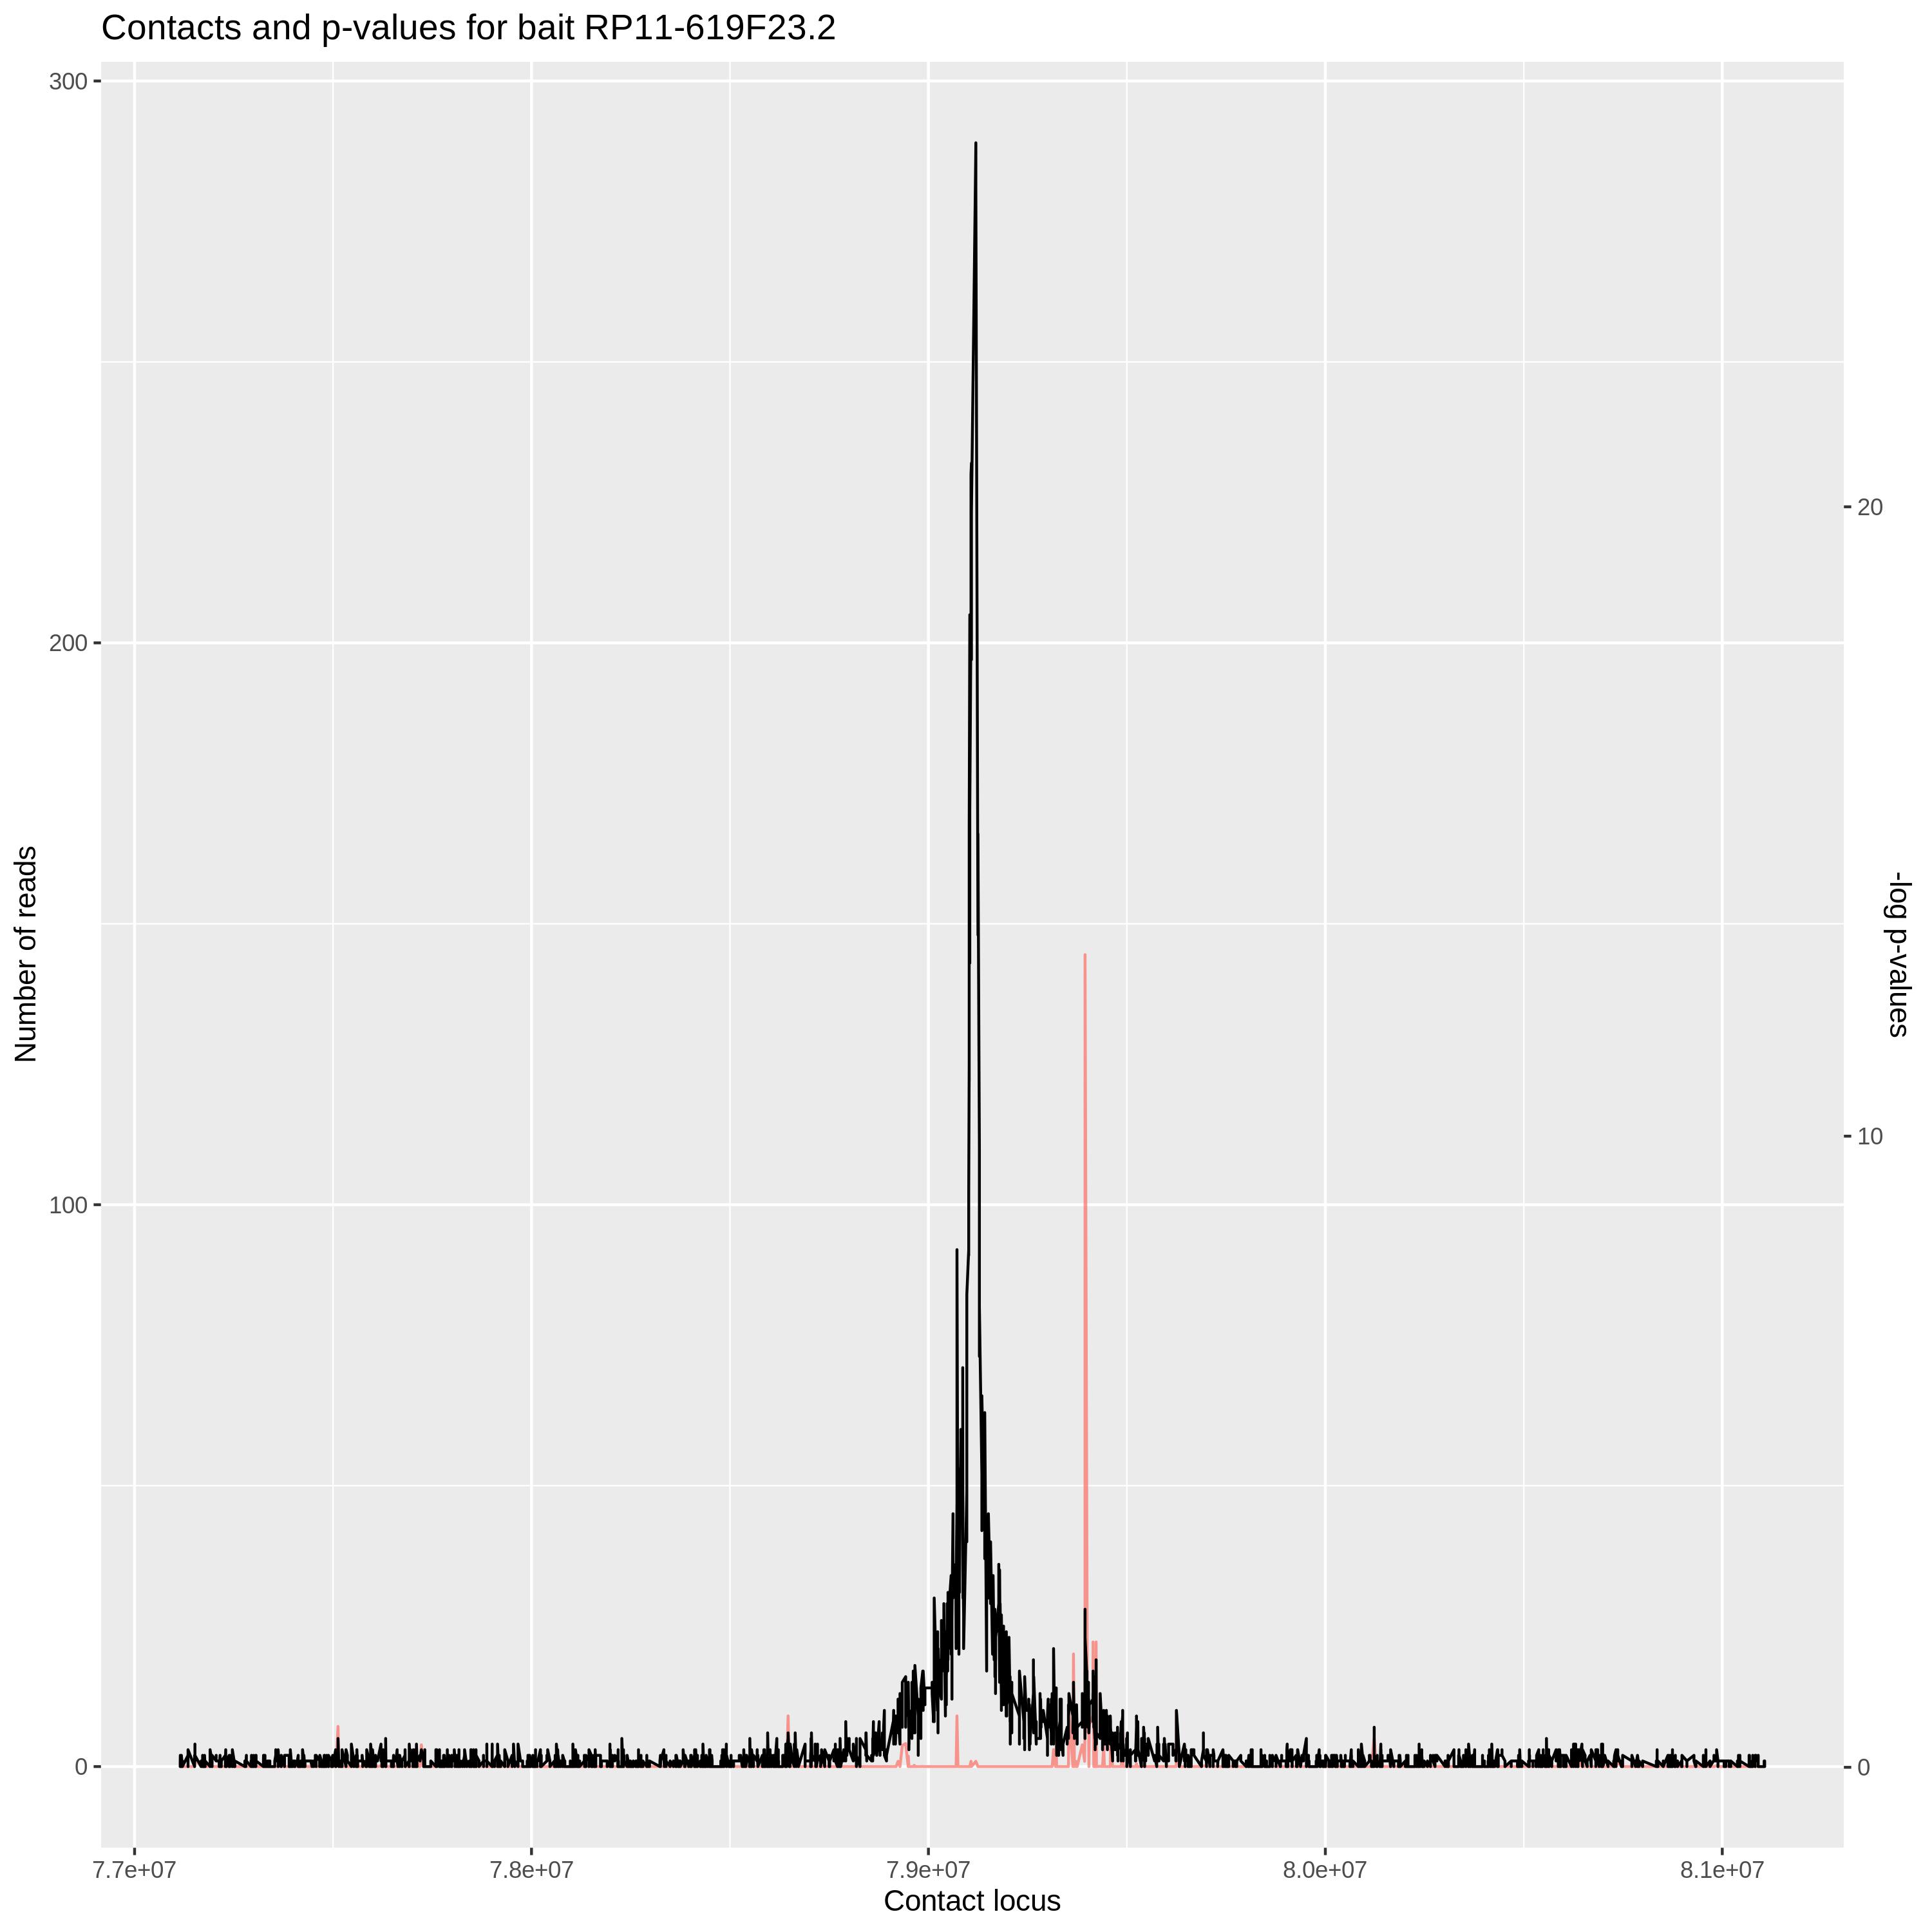 Contacts and p-values for bait RP11-619F23.2
300
200
100
0
Number of reads
20
10
0
-log p-values
7.7e+07 7.8e+07 7.9e+07 8.0e+07 8.1e+07
Contact locus